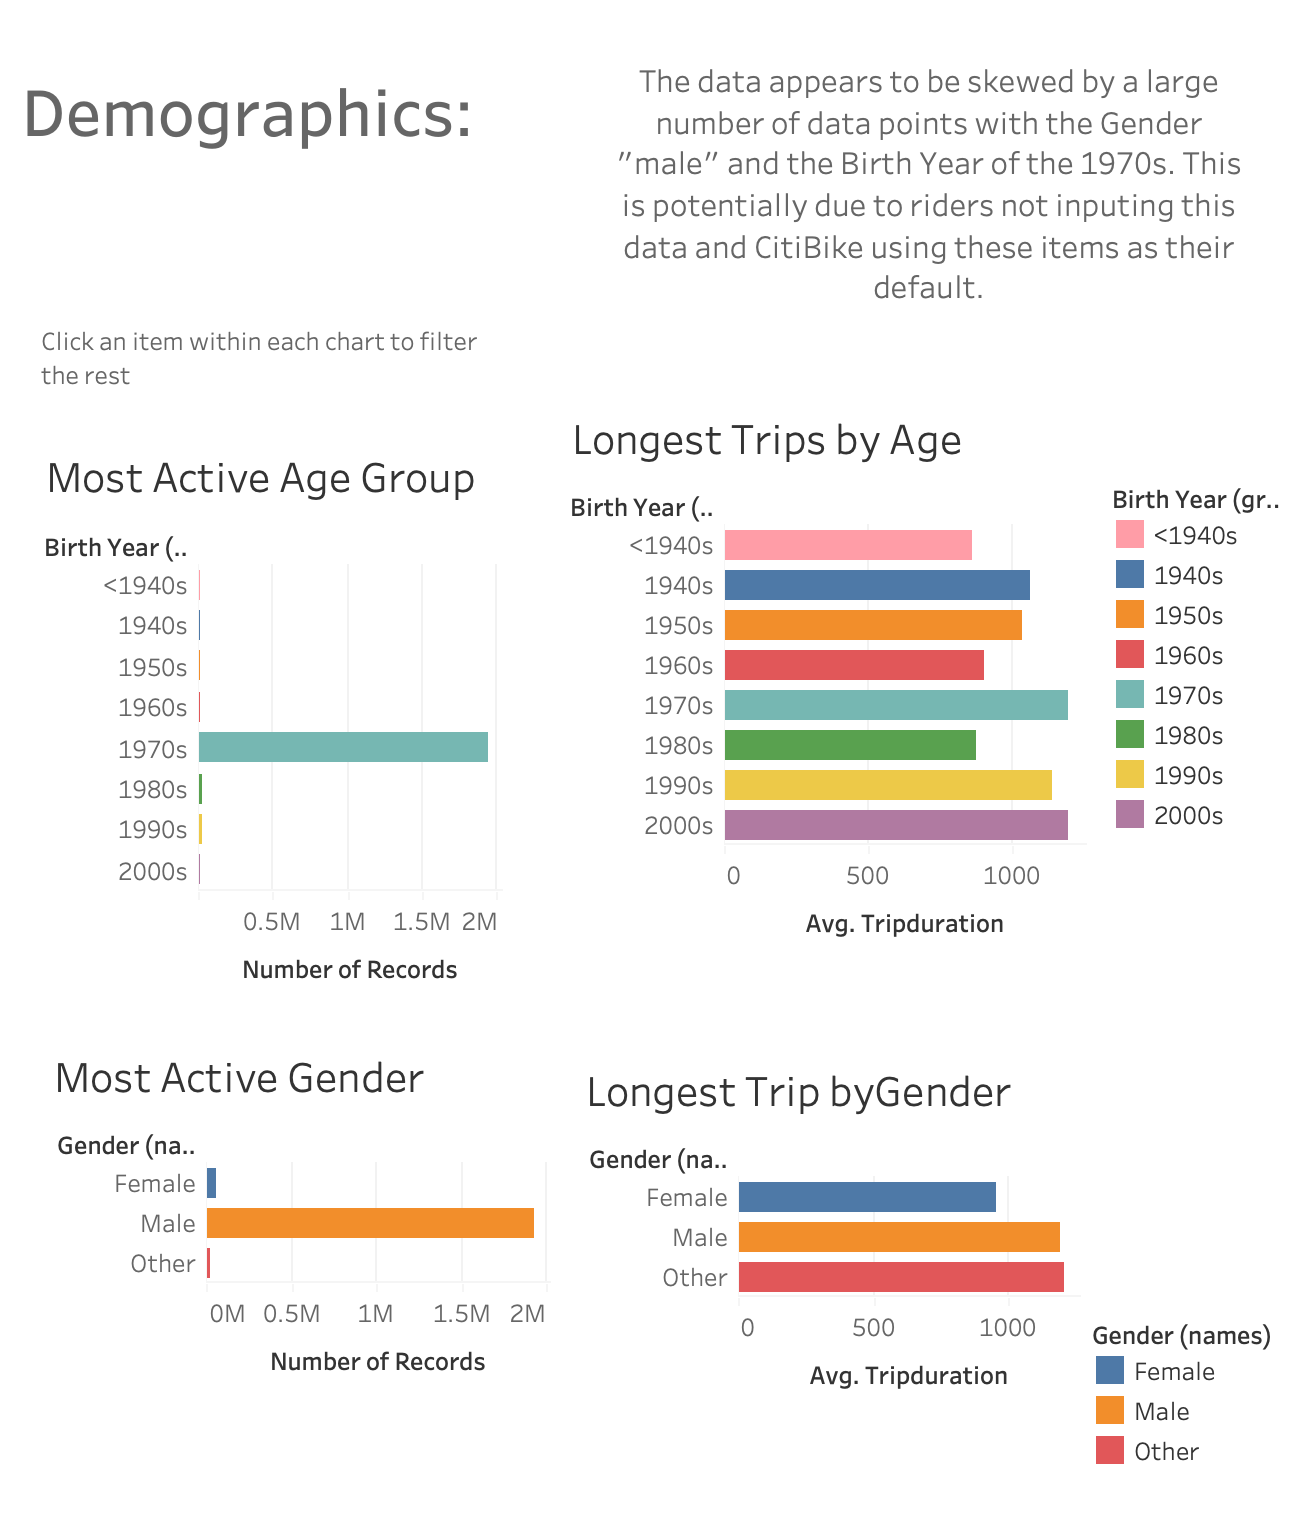 Demographics:
The data appears to be skewed by a large
number of data points with the Gender
"male" and the Birth Year of the 1970s. This
is potentially due to riders not inputing this
data and CitiBike using these items as their
default.
Click an item within each chart to filter
the rest
Most Active Age Group
Birth Year (..
<1940s
1940s
1950s
1960s
1970s
1980s
1990s
2000s
0.5M 1M 1.5M 2M
Number of Records
Longest Trips by Age
Birth Year (..
<1940s
1940s
1950s
1960s
1970s
1980s
1990s
2000s
0 500 1000
Avg. Tripduration
Birth Year (gr..
<1940s
1940s
1950s
1960s
1970s
1980s
1990s
2000s
Most Active Gender
Gender (na..
Female
Male
Other
0M 0.5M 1M 1.5M 2M
Number of Records
Longest Trip byGender
Gender (na..
Female
Male
Other
0 500 1000
Avg. Tripduration
Gender (names)
Female
Male
Other